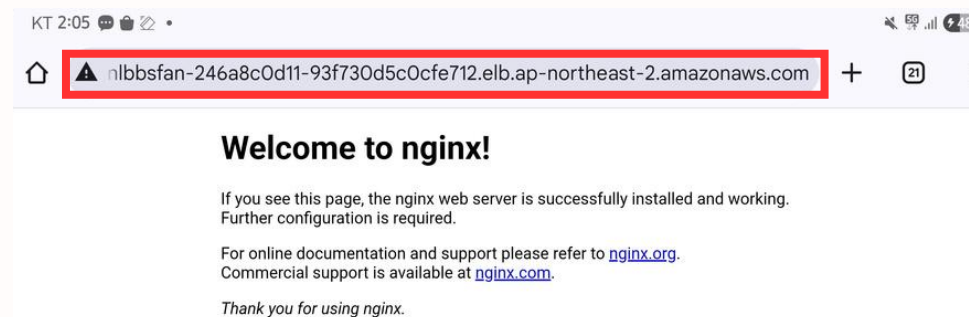 KT 2:05
nlbbsfan-246a8c0d11-93f730d5c0cfe712.elb.ap-northeast-2.amazonaws.com
21
Welcome to nginx!
If you see this page, the nginx web server is successfully installed and working.
Further configuration is required.
For online documentation and support please refer to nginx.org.
Commercial support is available at nginx.com.
Thank you for using nginx.